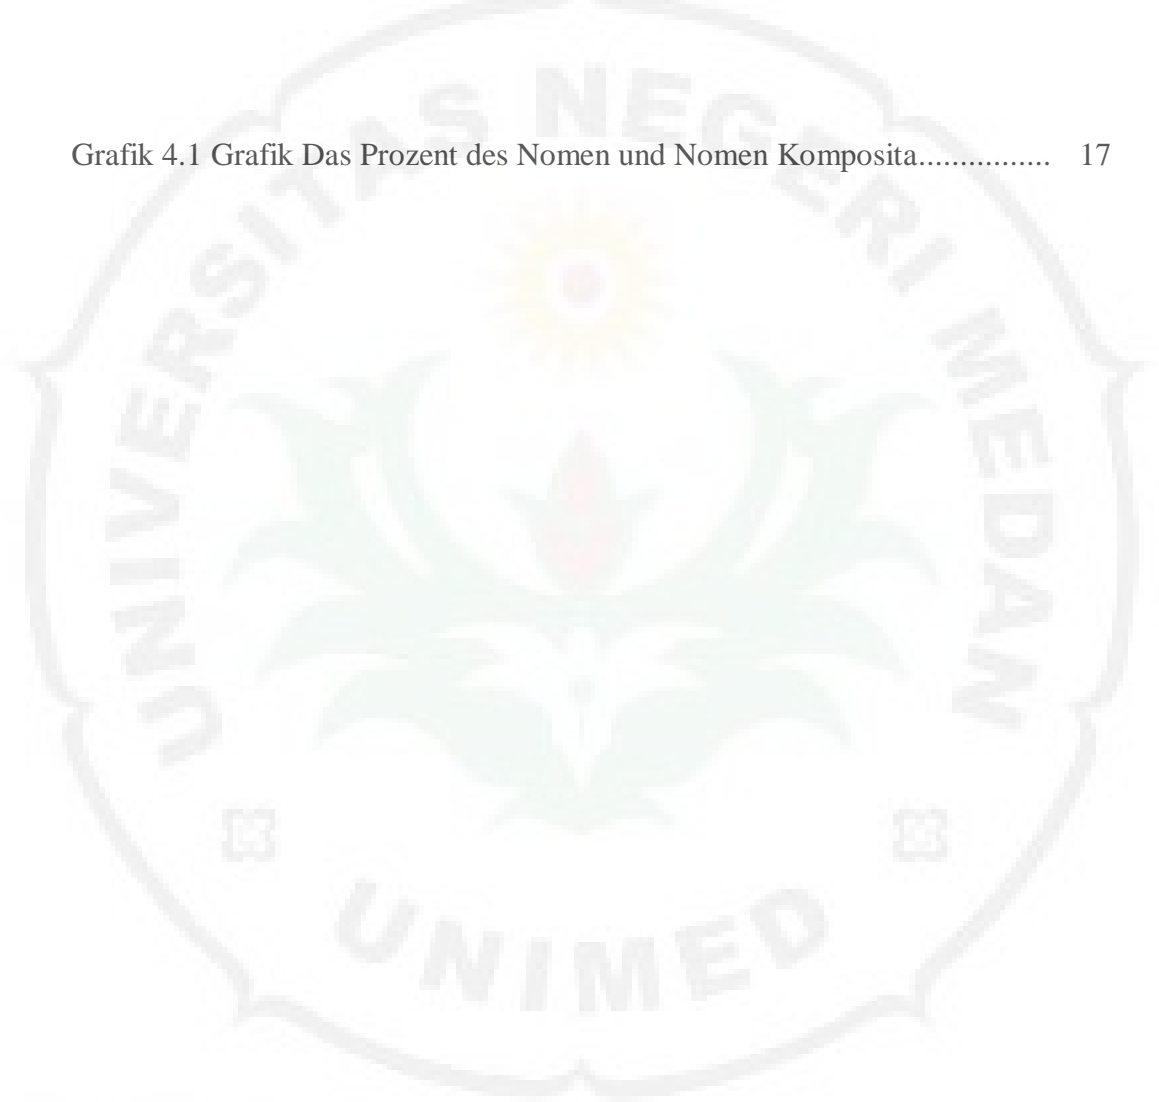 Grafik 4.1 Grafik Das Prozent des Nomen und Nomen Komposita............... 17
UNIVERSITAS NEGERI MEDAN
UNIMED